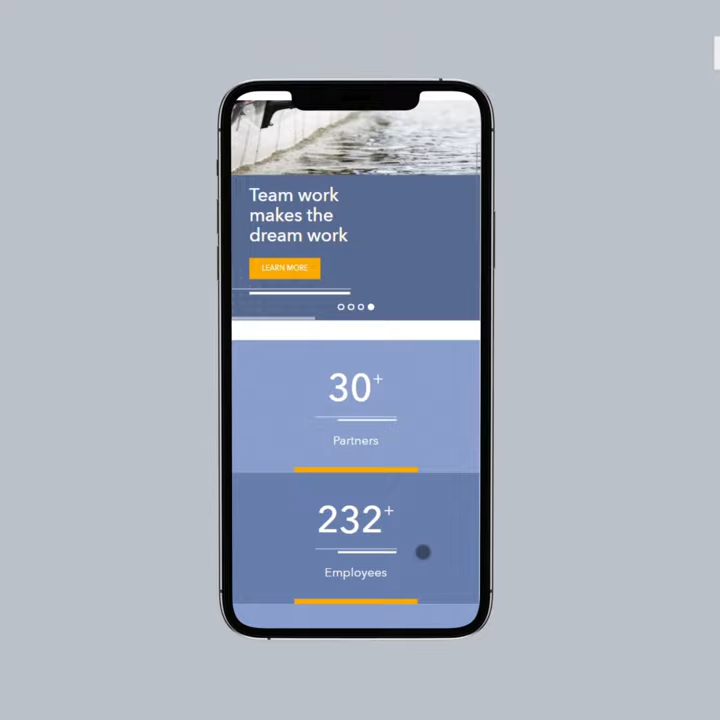 Team work
makes the
dream work
LEARN MORE
30+
Partners
232+
Employees